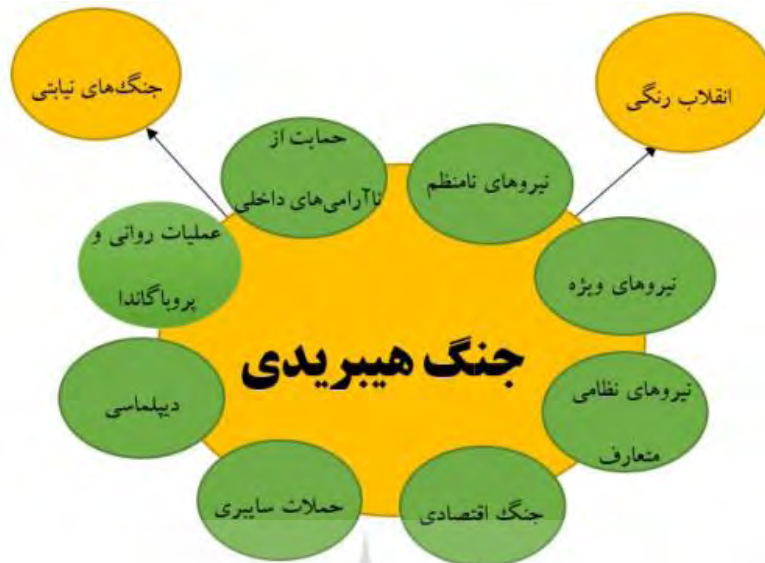 انقلاب رنگی
جنگ‌های نیابتی
حمایت از
ناآرامی‌های داخلی
نیروهای نامنظم
عملیات روانی و
پروپاگاندا
نیروهای ویژه
جنگ هیبریدی
دیپلماسی
نیروهای نظامی
متعارف
حملات سایبری
جنگ اقتصادی